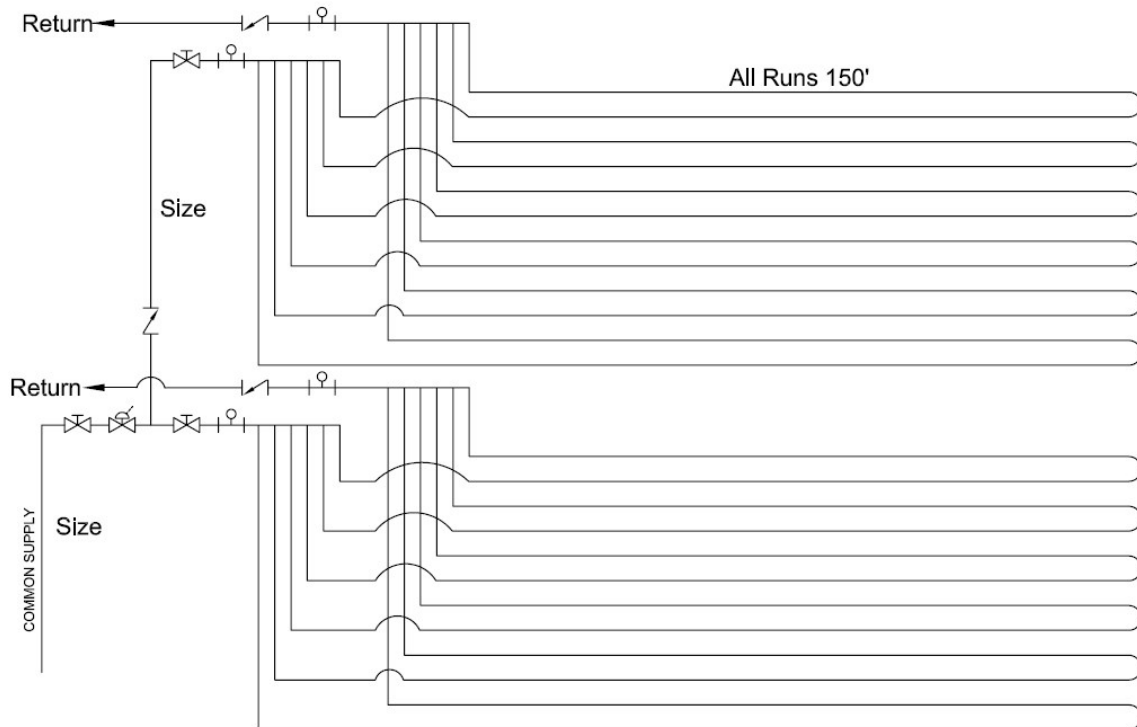 Return
All Runs 150'
Size
Return
Size
COMMON SUPPLY